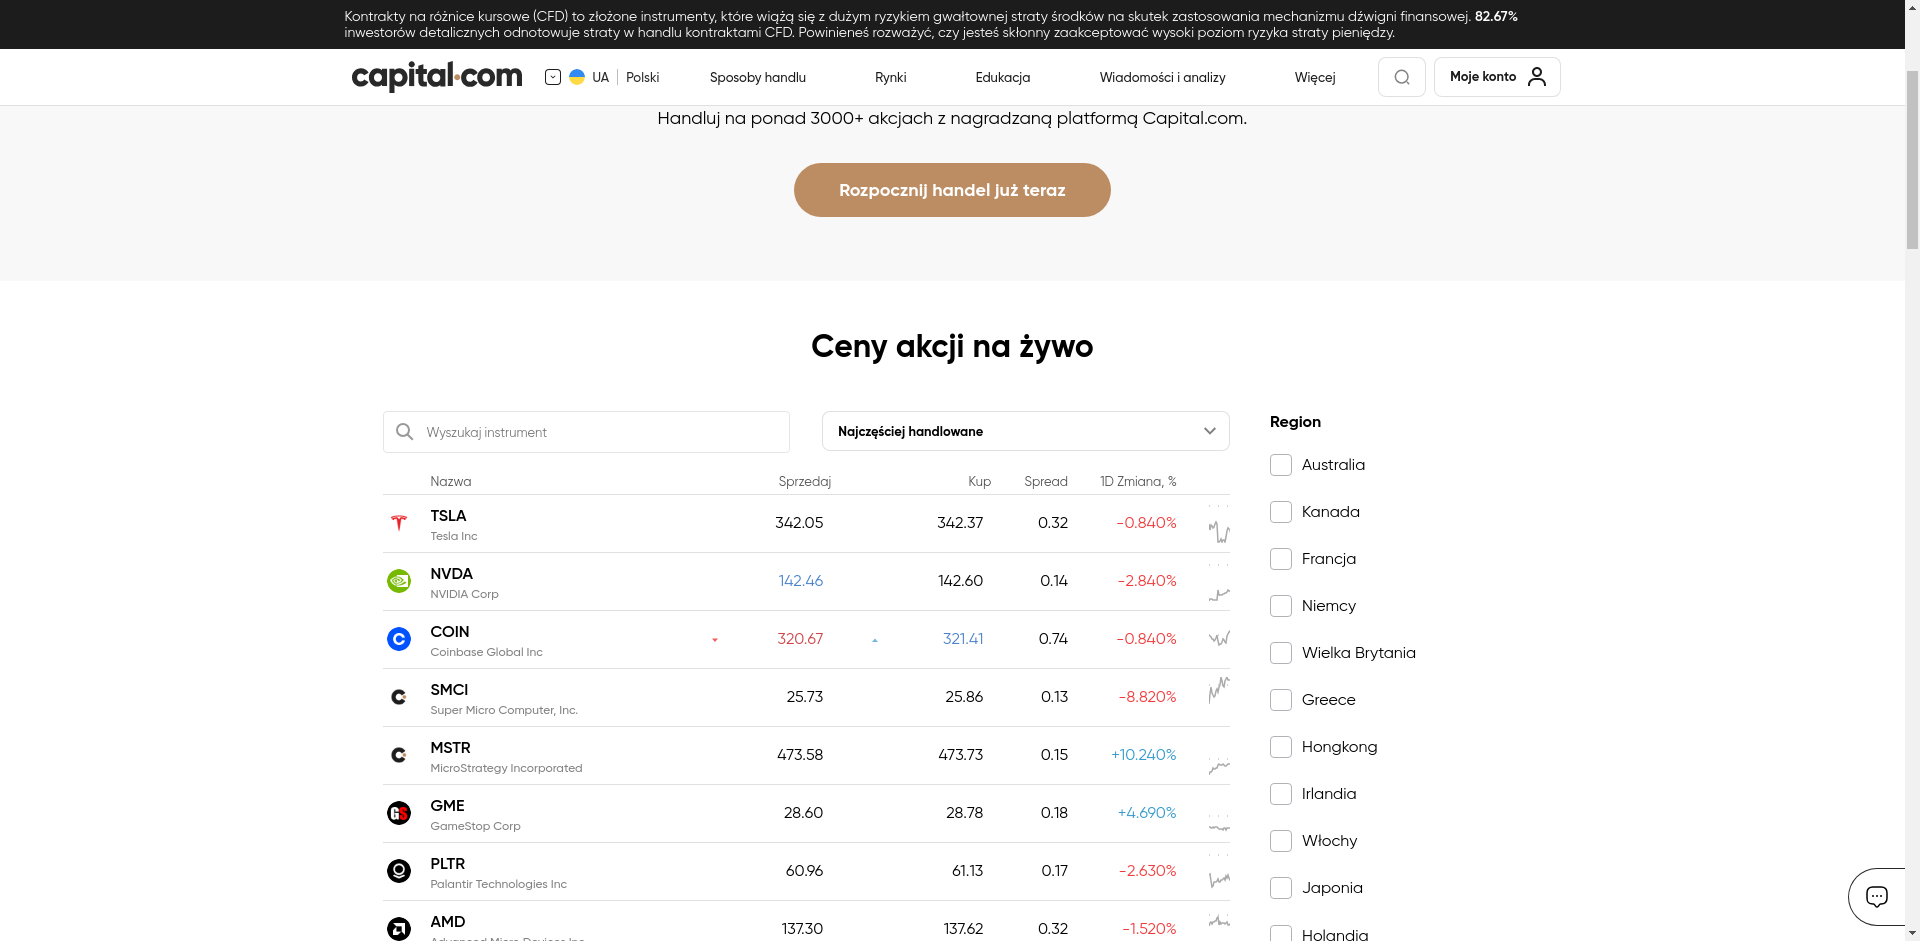 Kontrakty na różnice kursowe (CFD) to złożone instrumenty, które wiążą się z dużym ryzykiem gwałtownej straty środków na skutek zastosowania mechanizmu dźwigni finansowej. 82.67%
inwestorów detalicznych odnotowuje straty w handlu kontraktami CFD. Powinieneś rozważyć, czy jesteś skłonny zaakceptować wysoki poziom ryzyka straty pieniędzy.
capital.com UA Polski Sposoby handlu Rynki Edukacja Wiadomości i analizy Więcej Moje konto
Handluj na ponad 3000+ akcjach z nagradzaną platformą Capital.com.
Rozpocznij handel już teraz
Ceny akcji na żywo
Wyszukaj instrument
Najczęściej handlowane
Nazwa Sprzedaj Kup Spread 1D Zmiana, %
TSLA 342.05 342.37 0.32 -0.840%
Tesla Inc
NVDA 142.46 142.60 0.14 -2.840%
NVIDIA Corp
COIN 320.67 321.41 0.74 -0.840%
Coinbase Global Inc
SMCI 25.73 25.86 0.13 -8.820%
Super Micro Computer, Inc.
MSTR 473.58 473.73 0.15 +10.240%
MicroStrategy Incorporated
GME 28.60 28.78 0.18 +4.690%
GameStop Corp
PLTR 60.96 61.13 0.17 -2.630%
Palantir Technologies Inc
AMD 137.30 137.62 0.32 -1.520%
Advanced Micro Devices Inc
Region
Australia
Kanada
Francja
Niemcy
Wielka Brytania
Greece
Hongkong
Irlandia
Włochy
Japonia
Holandia